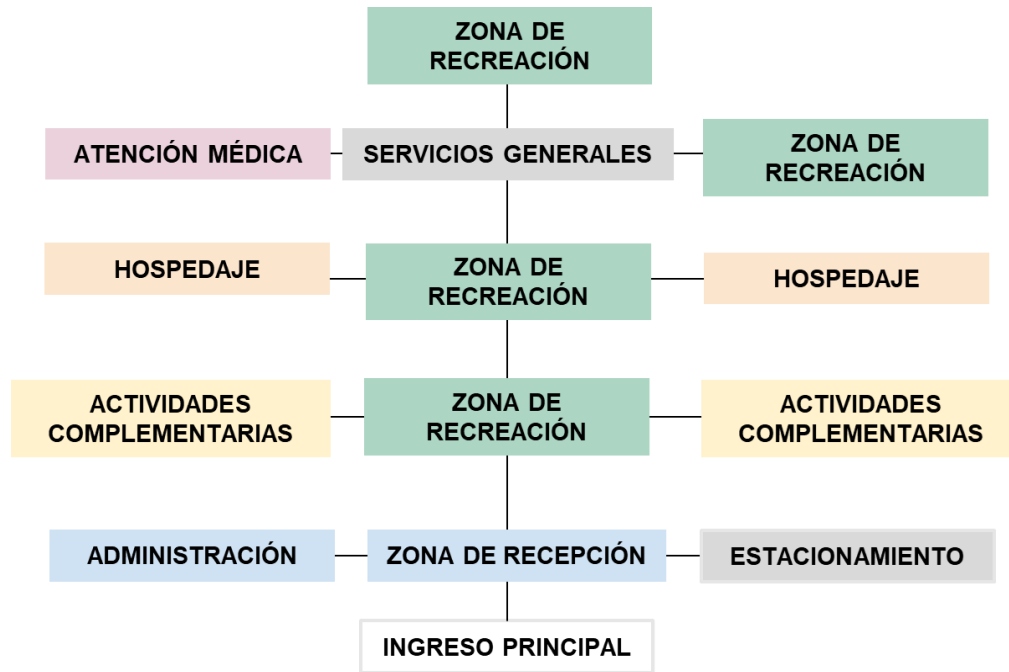 ZONA DE
RECREACIÓN
ATENCIÓN MÉDICA
SERVICIOS GENERALES
ZONA DE
RECREACIÓN
HOSPEDAJE
ZONA DE
RECREACIÓN
HOSPEDAJE
ACTIVIDADES
COMPLEMENTARIAS
ZONA DE
RECREACIÓN
ACTIVIDADES
COMPLEMENTARIAS
ADMINISTRACIÓN
ZONA DE RECEPCIÓN
ESTACIONAMIENTO
INGRESO PRINCIPAL